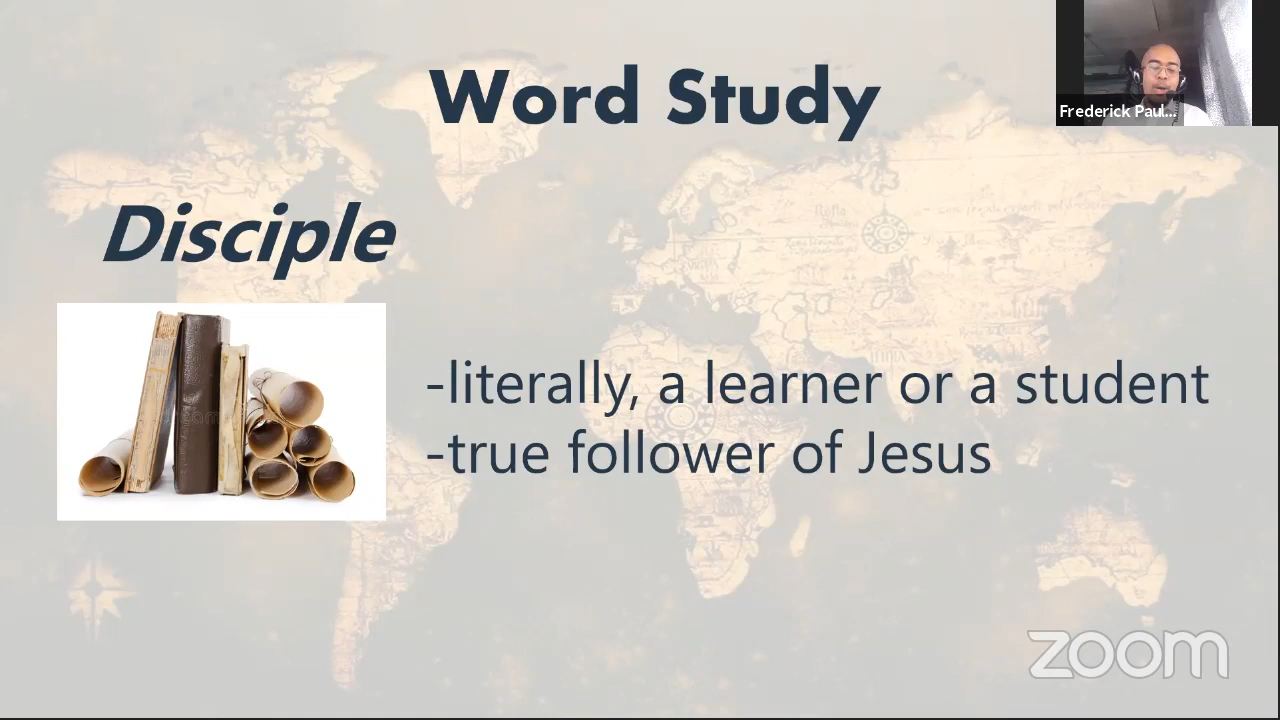 Word Study
Frederick Paul...
Disciple
-literally, a learner or a student
-true follower of Jesus
zoom